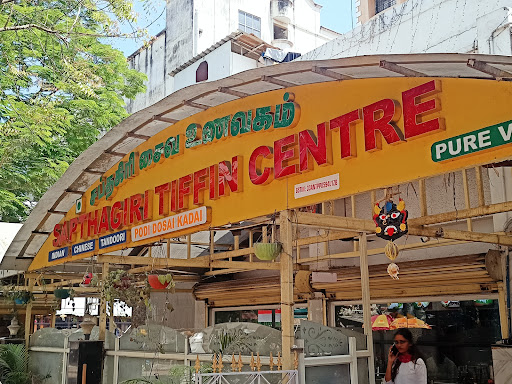 சப்தகிரி சைவ உணவகம்
SAPTHAGIRI TIFFIN CENTRE
PURE V
INDIAN CHINESE TANDOORI
PODI DOSAI KADAI